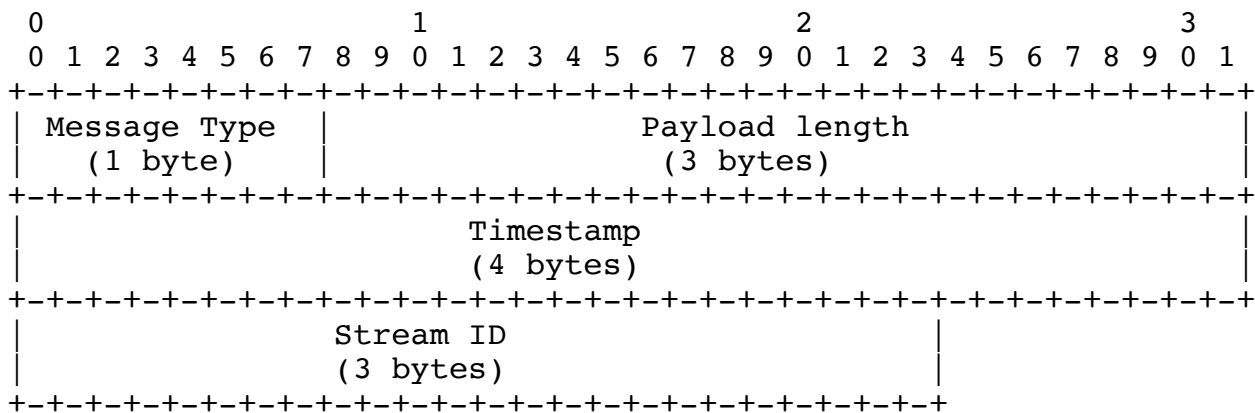 0                   1                   2                   3
 0 1 2 3 4 5 6 7 8 9 0 1 2 3 4 5 6 7 8 9 0 1 2 3 4 5 6 7 8 9 0 1
+-+-+-+-+-+-+-+-+-+-+-+-+-+-+-+-+-+-+-+-+-+-+-+-+-+-+-+-+-+-+-+-+
| Message Type  |                Payload length                 |
|   (1 byte)    |                 (3 bytes)                     |
+-+-+-+-+-+-+-+-+-+-+-+-+-+-+-+-+-+-+-+-+-+-+-+-+-+-+-+-+-+-+-+-+
|                       Timestamp                               |
|                       (4 bytes)                               |
+-+-+-+-+-+-+-+-+-+-+-+-+-+-+-+-+-+-+-+-+-+-+-+-+-+-+-+-+-+-+-+-+
|                Stream ID                      |
|                (3 bytes)                      |
+-+-+-+-+-+-+-+-+-+-+-+-+-+-+-+-+-+-+-+-+-+-+-+-+